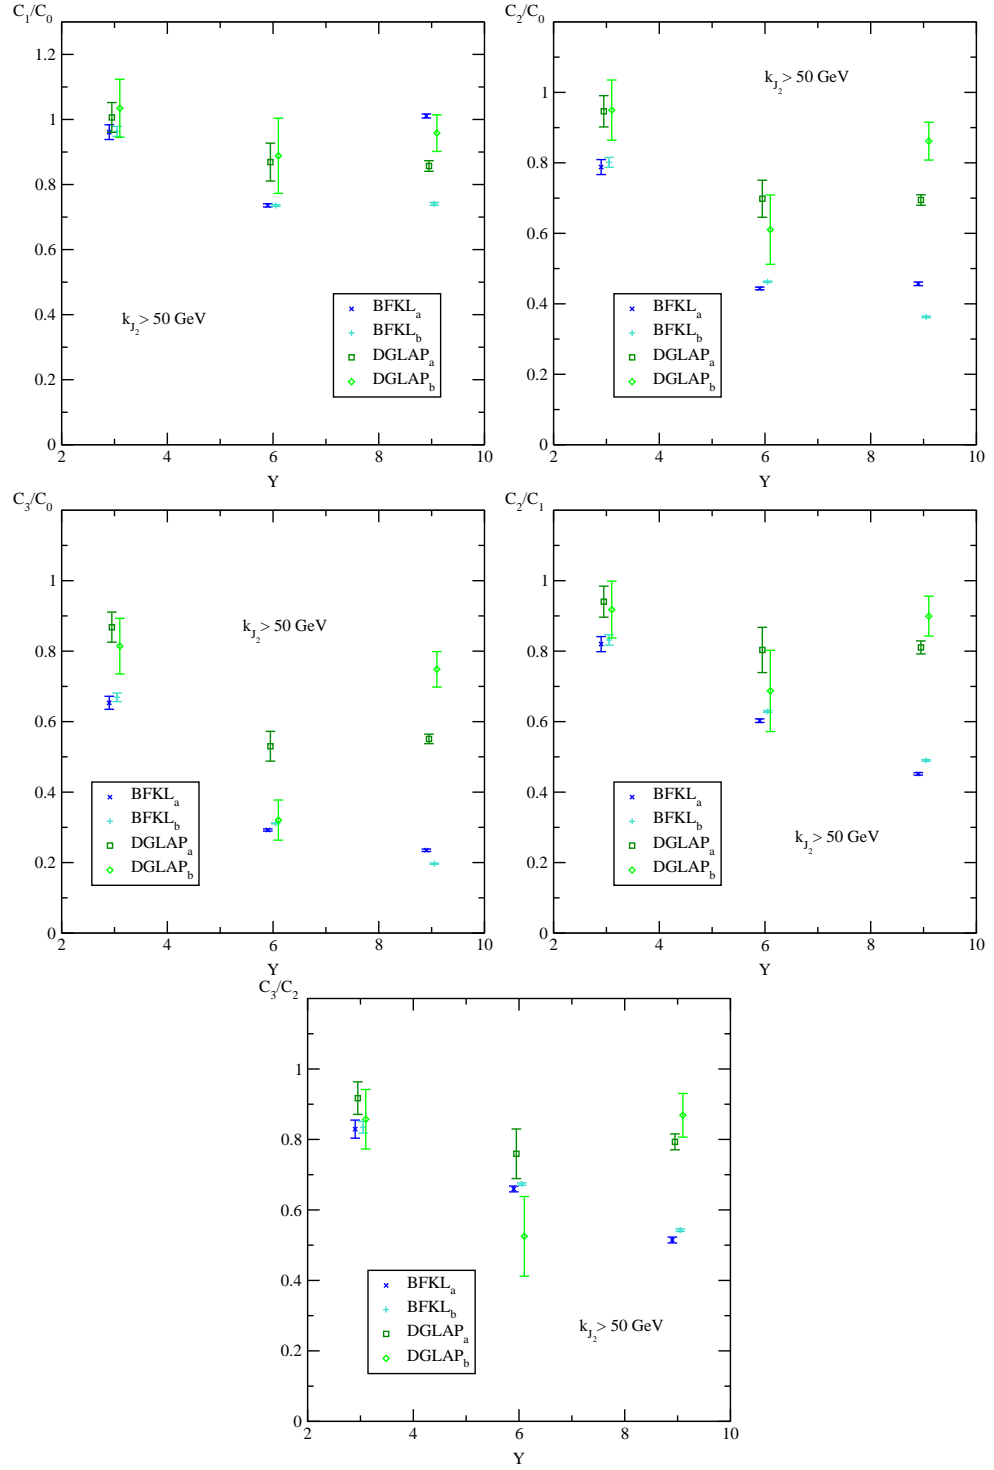 C1/C0
1.2
1
0.8
0.6
0.4
0.2
0
2 4 6 8 10
Y
kJ2 > 50 GeV
BFKLa
BFKLb
DGLAPa
DGLAPb
C2/C0
1
0.8
0.6
0.4
0.2
0
2 4 6 8 10
Y
kJ2 > 50 GeV
BFKLa
BFKLb
DGLAPa
DGLAPb
C3/C0
1
0.8
0.6
0.4
0.2
0
2 4 6 8 10
Y
kJ2 > 50 GeV
BFKLa
BFKLb
DGLAPa
DGLAPb
C2/C1
1
0.8
0.6
0.4
0.2
0
2 4 6 8 10
Y
kJ2 > 50 GeV
BFKLa
BFKLb
DGLAPa
DGLAPb
C3/C2
1
0.8
0.6
0.4
0.2
0
2 4 6 8 10
Y
kJ2 > 50 GeV
BFKLa
BFKLb
DGLAPa
DGLAPb